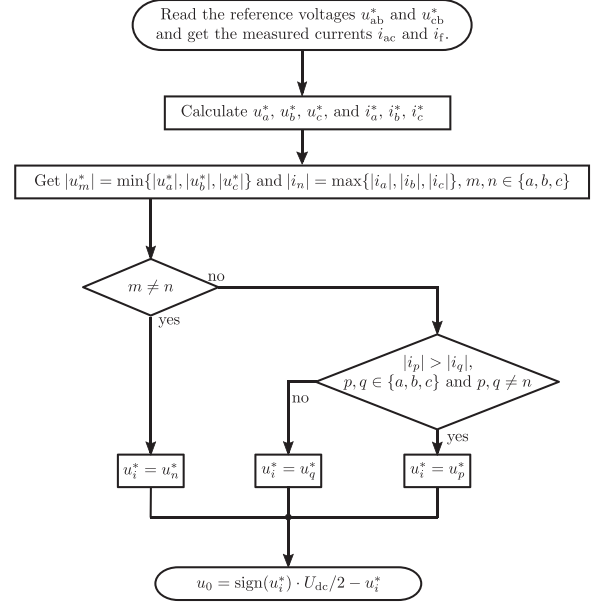 Read the reference voltages u*ab and u*cb
and get the measured currents iac and if.
Calculate u*a, u*b, u*c, and i*a, i*b, i*c
Get |u*m| = min{|u*a|, |u*b|, |u*c|} and |in| = max{|ia|, |ib|, |ic|}, m, n ∈ {a, b, c}
m ≠ n
no
yes
|ip| > |iq|,
p, q ∈ {a, b, c} and p, q ≠ n
no
yes
u*i = u*n
u*i = u*q
u*i = u*p
u0 = sign(u*i) · Udc/2 − u*i